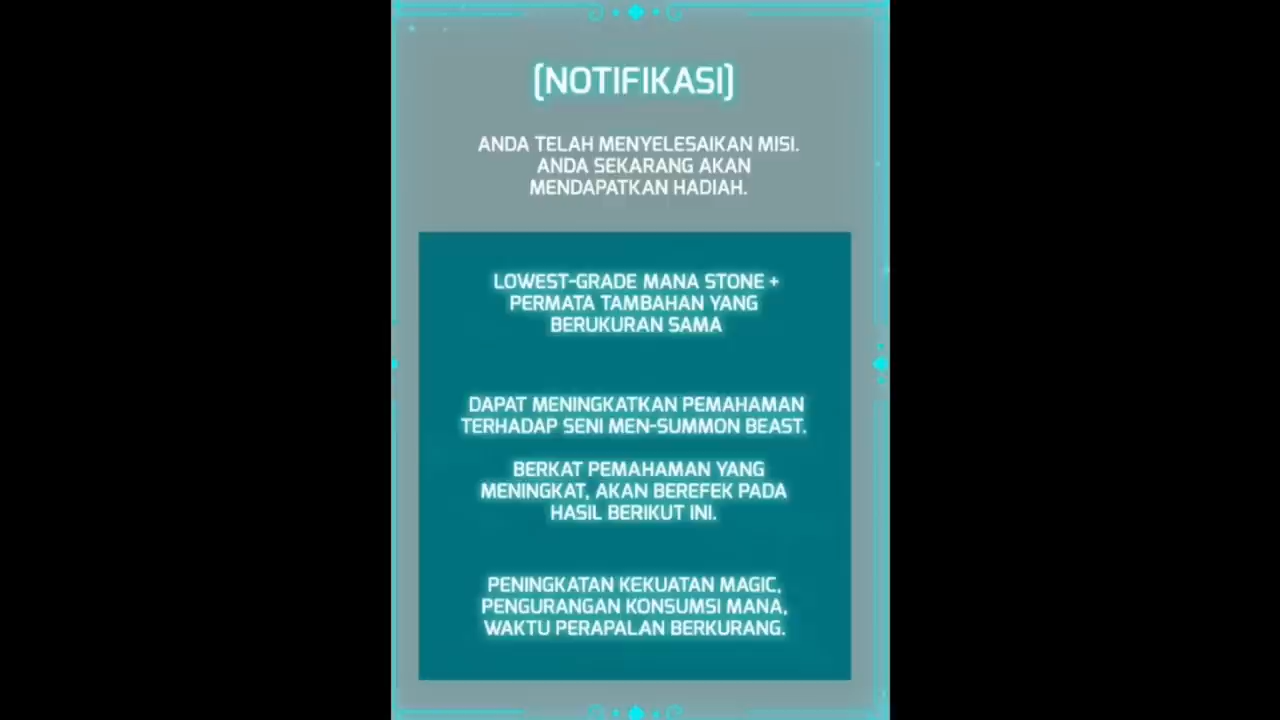 [NOTIFIKASI]
ANDA TELAH MENYELESAIKAN MISI.
ANDA SEKARANG AKAN
MENDAPATKAN HADIAH.
LOWEST-GRADE MANA STONE +
PERMATA TAMBAHAN YANG
BERUKURAN SAMA
DAPAT MENINGKATKAN PEMAHAMAN
TERHADAP SENI MEN-SUMMON BEAST.
BERKAT PEMAHAMAN YANG
MENINGKAT, AKAN BEREFEK PADA
HASIL BERIKUT INI.
PENINGKATAN KEKUATAN MAGIC,
PENGURANGAN KONSUMSI MANA,
WAKTU PERAPALAN BERKURANG.